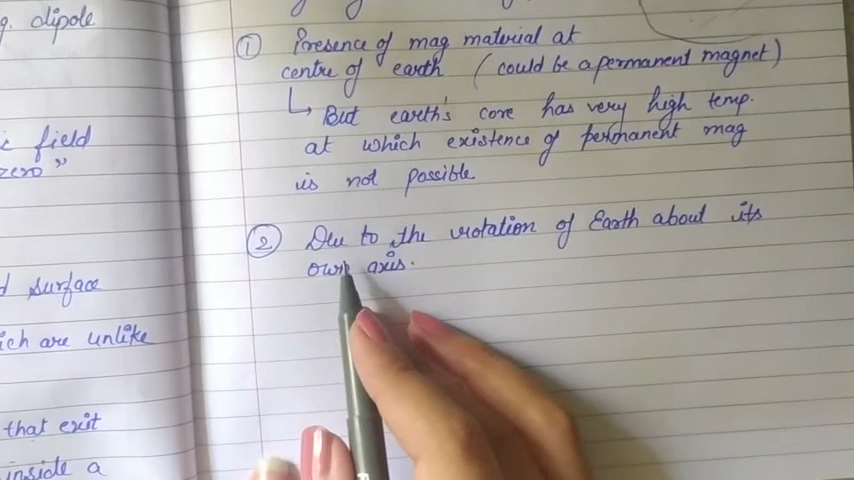 g. dipole
field
zero"
surface
are unlike
that exist
inside a
① Presence of mag material at
centre of earth (could be a permanent magnet)
↳ But earth's core has very high temp.
at which existence of permanent mag
is not possible.
② Due to the rotation of Earth about its
own axis.